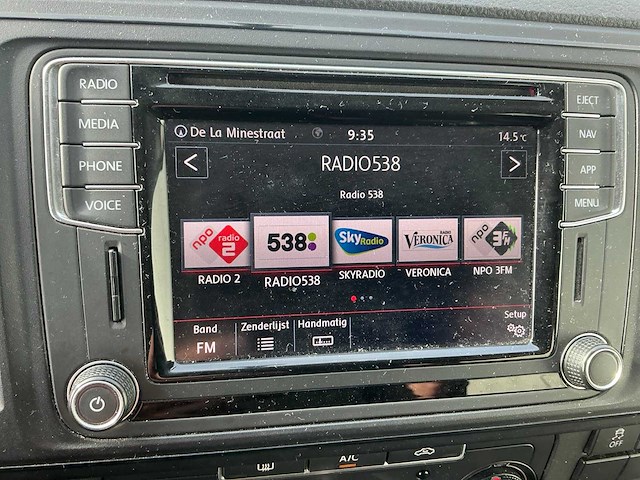 RADIO
MEDIA
PHONE
VOICE
EJECT
NAV
APP
MENU
De La Minestraat 9:35 14.5°C
< RADIO538 >
Radio 538
npo radio 2
538
Sky Radio
RADIO VERONICA
npo 3FM
RADIO 2
RADIO538
SKYRADIO
VERONICA
NPO 3FM
Band
FM
Zenderlijst
Handmatig
Setup
A/C
OFF